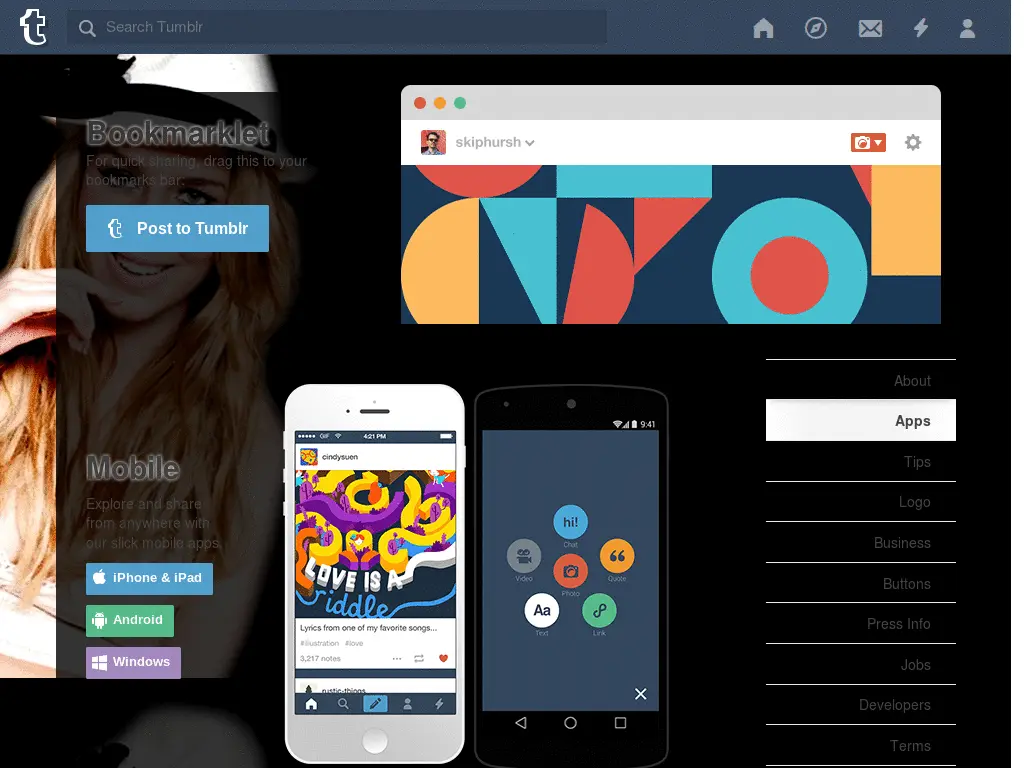 t Search Tumblr
Bookmarklet
For quick sharing, drag this to your
bookmarks bar.
t Post to Tumblr
skiphursh
Mobile
Explore and share
from anywhere with
our slick mobile apps.
iPhone & iPad
Android
Windows
GIF 4:21 PM
cindysuen
LOVE IS A
riddle
Lyrics from one of my favorite songs...
#illustration #love
3,217 notes
rustic-things
9:41
hi!
Chat
Video
Quote
Photo
Aa
Text
Link
About
Apps
Tips
Logo
Business
Buttons
Press Info
Jobs
Developers
Terms